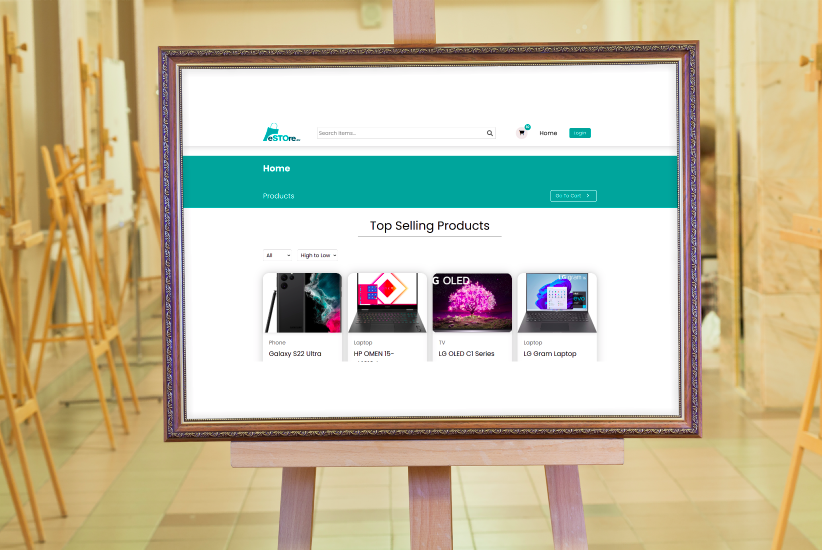 eSTOre
Search items...
Home
Login
Home
Products
Go To Cart
Top Selling Products
All
High to Low
Phone
Galaxy S22 Ultra
Laptop
HP OMEN 15-
LG OLED
TV
LG OLED C1 Series
Laptop
LG Gram Laptop